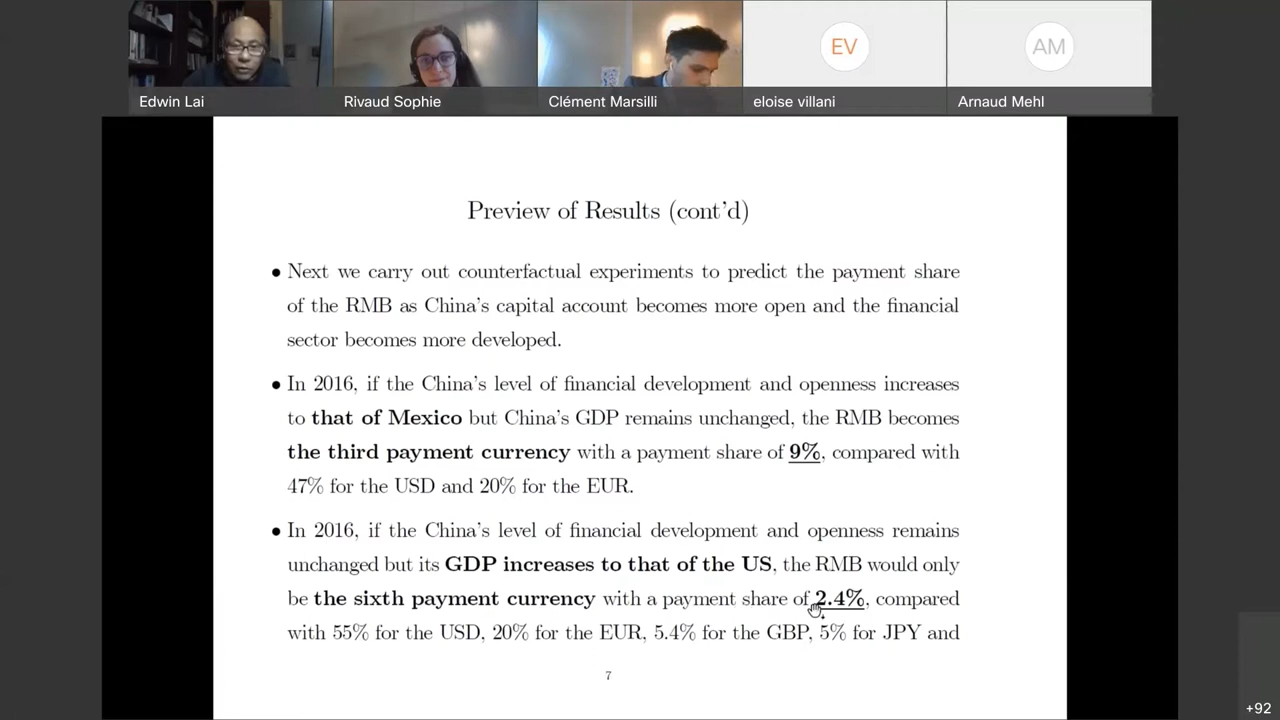 EV
AM
Edwin Lai
Rivaud Sophie
Clément Marsilli
eloise villani
Arnaud Mehl
Preview of Results (cont'd)
• Next we carry out counterfactual experiments to predict the payment share
of the RMB as China's capital account becomes more open and the financial
sector becomes more developed.
• In 2016, if the China's level of financial development and openness increases
to that of Mexico but China's GDP remains unchanged, the RMB becomes
the third payment currency with a payment share of 9%, compared with
47% for the USD and 20% for the EUR.
• In 2016, if the China's level of financial development and openness remains
unchanged but its GDP increases to that of the US, the RMB would only
be the sixth payment currency with a payment share of 2.4%, compared
with 55% for the USD, 20% for the EUR, 5.4% for the GBP, 5% for JPY and
7
+92